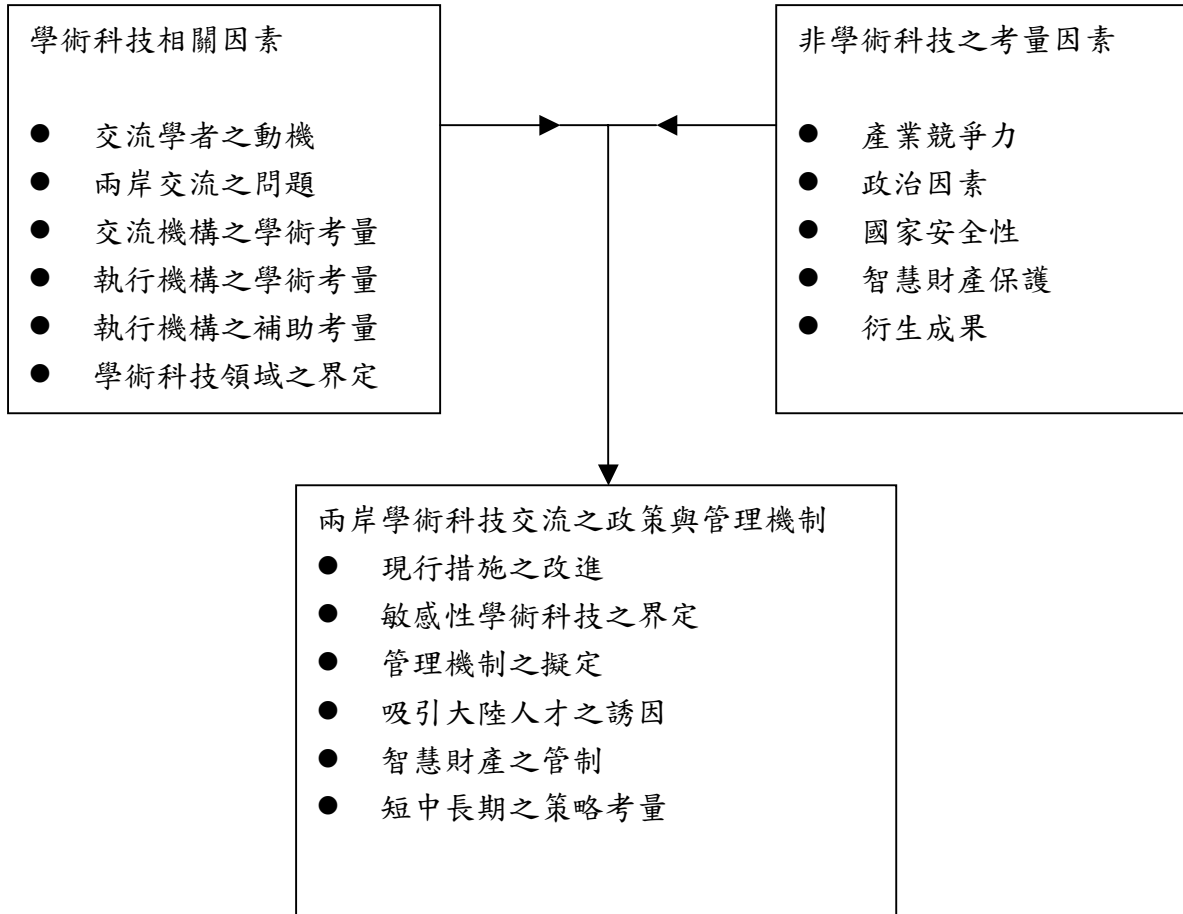 學術科技相關因素
● 交流學者之動機
● 兩岸交流之問題
● 交流機構之學術考量
● 執行機構之學術考量
● 執行機構之補助考量
● 學術科技領域之界定
非學術科技之考量因素
● 產業競爭力
● 政治因素
● 國家安全性
● 智慧財產保護
● 衍生成果
兩岸學術科技交流之政策與管理機制
● 現行措施之改進
● 敏感性學術科技之界定
● 管理機制之擬定
● 吸引大陸人才之誘因
● 智慧財產之管制
● 短中長期之策略考量